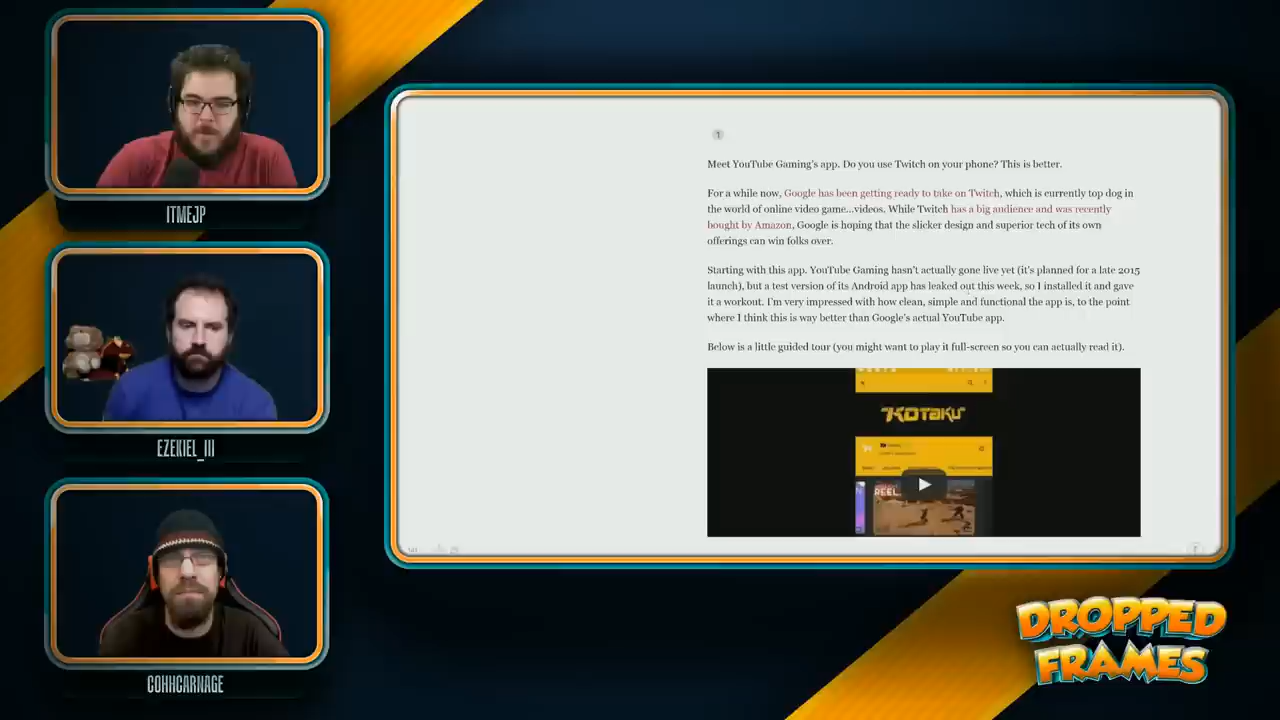 ITMEJP
EZEKIEL_III
COHHCARNAGE
1
Meet YouTube Gaming's app. Do you use Twitch on your phone? This is better.
For a while now, Google has been getting ready to take on Twitch, which is currently top dog in
the world of online video game...videos. While Twitch has a big audience and was recently
bought by Amazon, Google is hoping that the slicker design and superior tech of its own
offerings can win folks over.
Starting with this app. YouTube Gaming hasn't actually gone live yet (it's planned for a late 2015
launch), but a test version of its Android app has leaked out this week, so I installed it and gave
it a workout. I'm very impressed with how clean, simple and functional the app is, to the point
where I think this is way better than Google's actual YouTube app.
Below is a little guided tour (you might want to play it full-screen so you can actually read it).
KOTAKU
REEL
DROPPED
FRAMES